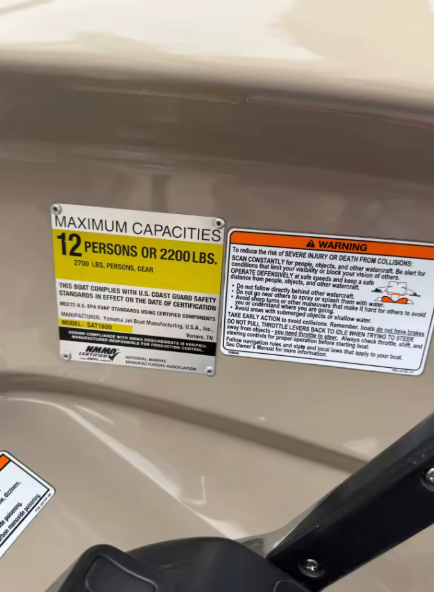 MAXIMUM CAPACITIES
12 PERSONS OR 2200 LBS.
2700 LBS, PERSONS, GEAR
THIS BOAT COMPLIES WITH U.S. COAST GUARD SAFETY
STANDARDS IN EFFECT ON THE DATE OF CERTIFICATION
MEETS U.S. EPA EVAP STANDARDS USING CERTIFIED COMPONENTS
MANUFACTURER: Yamaha Jet Boat Manufacturing, U.S.A., Inc.
Vonore, TN
MODEL: SAT1800
DESIGN COMPLIANCE WITH NMMA REQUIREMENTS IS VERIFIED.
MANUFACTURER RESPONSIBLE FOR PRODUCTION CONTROL.
NMMA
CERTIFIED
NATIONAL MARINE
MANUFACTURERS ASSOCIATION
WARNING
To reduce the risk of SEVERE INJURY OR DEATH FROM COLLISIONS:
SCAN CONSTANTLY for people, objects, and other watercraft. Be alert for
conditions that limit your visibility or block your vision of others.
OPERATE DEFENSIVELY at safe speeds and keep a safe
distance from people, objects, and other watercraft.
• Do not follow directly behind other watercraft.
• Do not go near others to spray or splash them with water.
• Avoid sharp turns or other maneuvers that make it hard for others to avoid
you or understand where you are going.
• Avoid areas with submerged objects or shallow water.
TAKE EARLY ACTION to avoid collisions. Remember, boats do not have brakes.
DO NOT PULL THROTTLE LEVERS BACK TO IDLE WHEN TRYING TO STEER
away from objects - you need throttle to steer. Always check throttle, shift, and
steering controls for proper operation before starting boat.
Follow navigation rules and state and local laws that apply to your boat.
See Owner's Manual for more information.